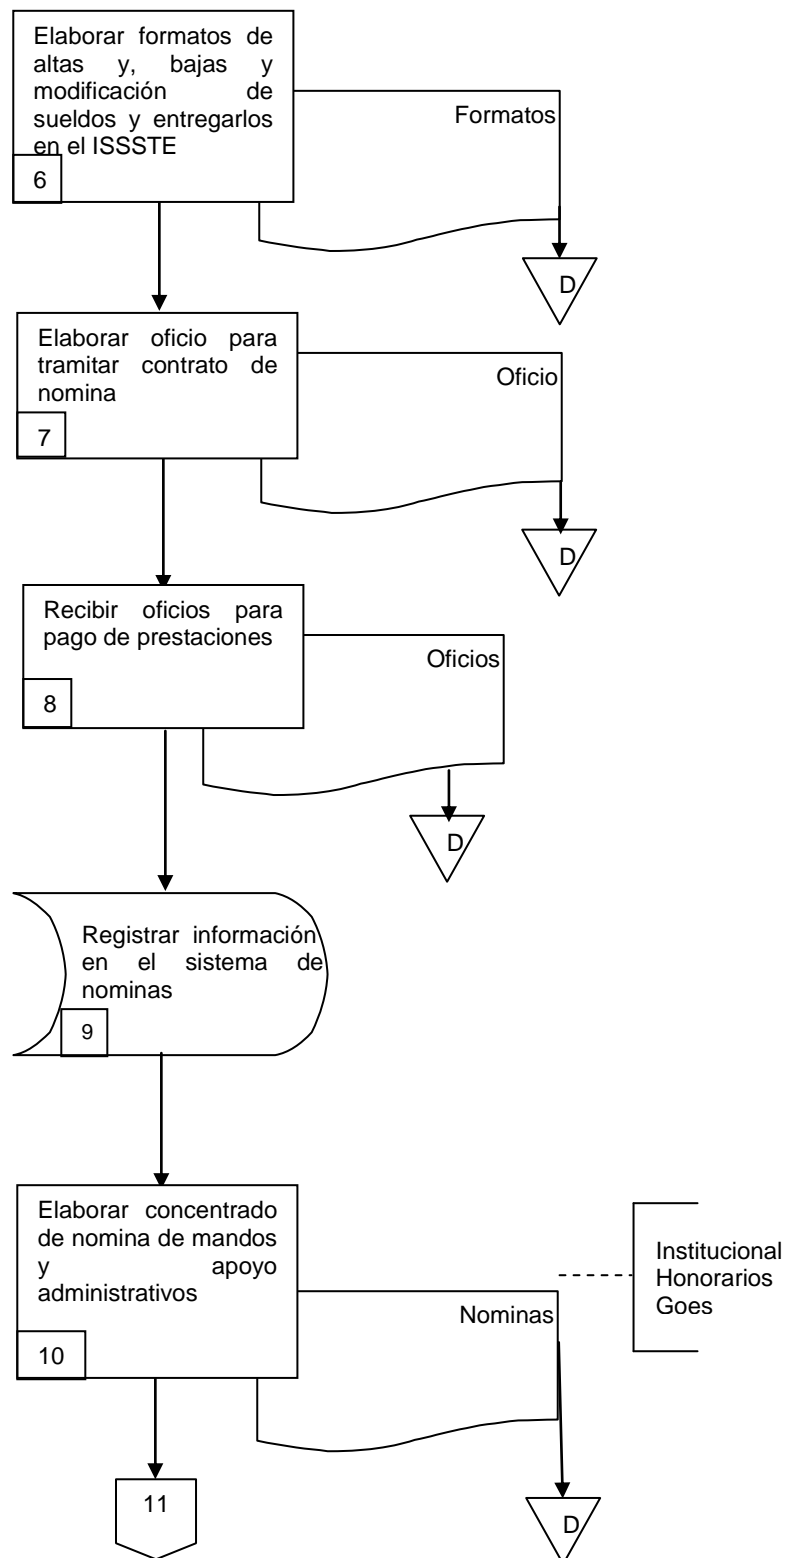 Elaborar formatos de
altas y, bajas y
modificación de
sueldos y entregarlos
en el ISSSTE
6
Formatos
D
Elaborar oficio para
tramitar contrato de
nomina
7
Oficio
D
Recibir oficios para
pago de prestaciones
8
Oficios
D
Registrar información
en el sistema de
nominas
9
Elaborar concentrado
de nomina de mandos
y apoyo
administrativos
10
Nominas
Institucional
Honorarios
Goes
11
D